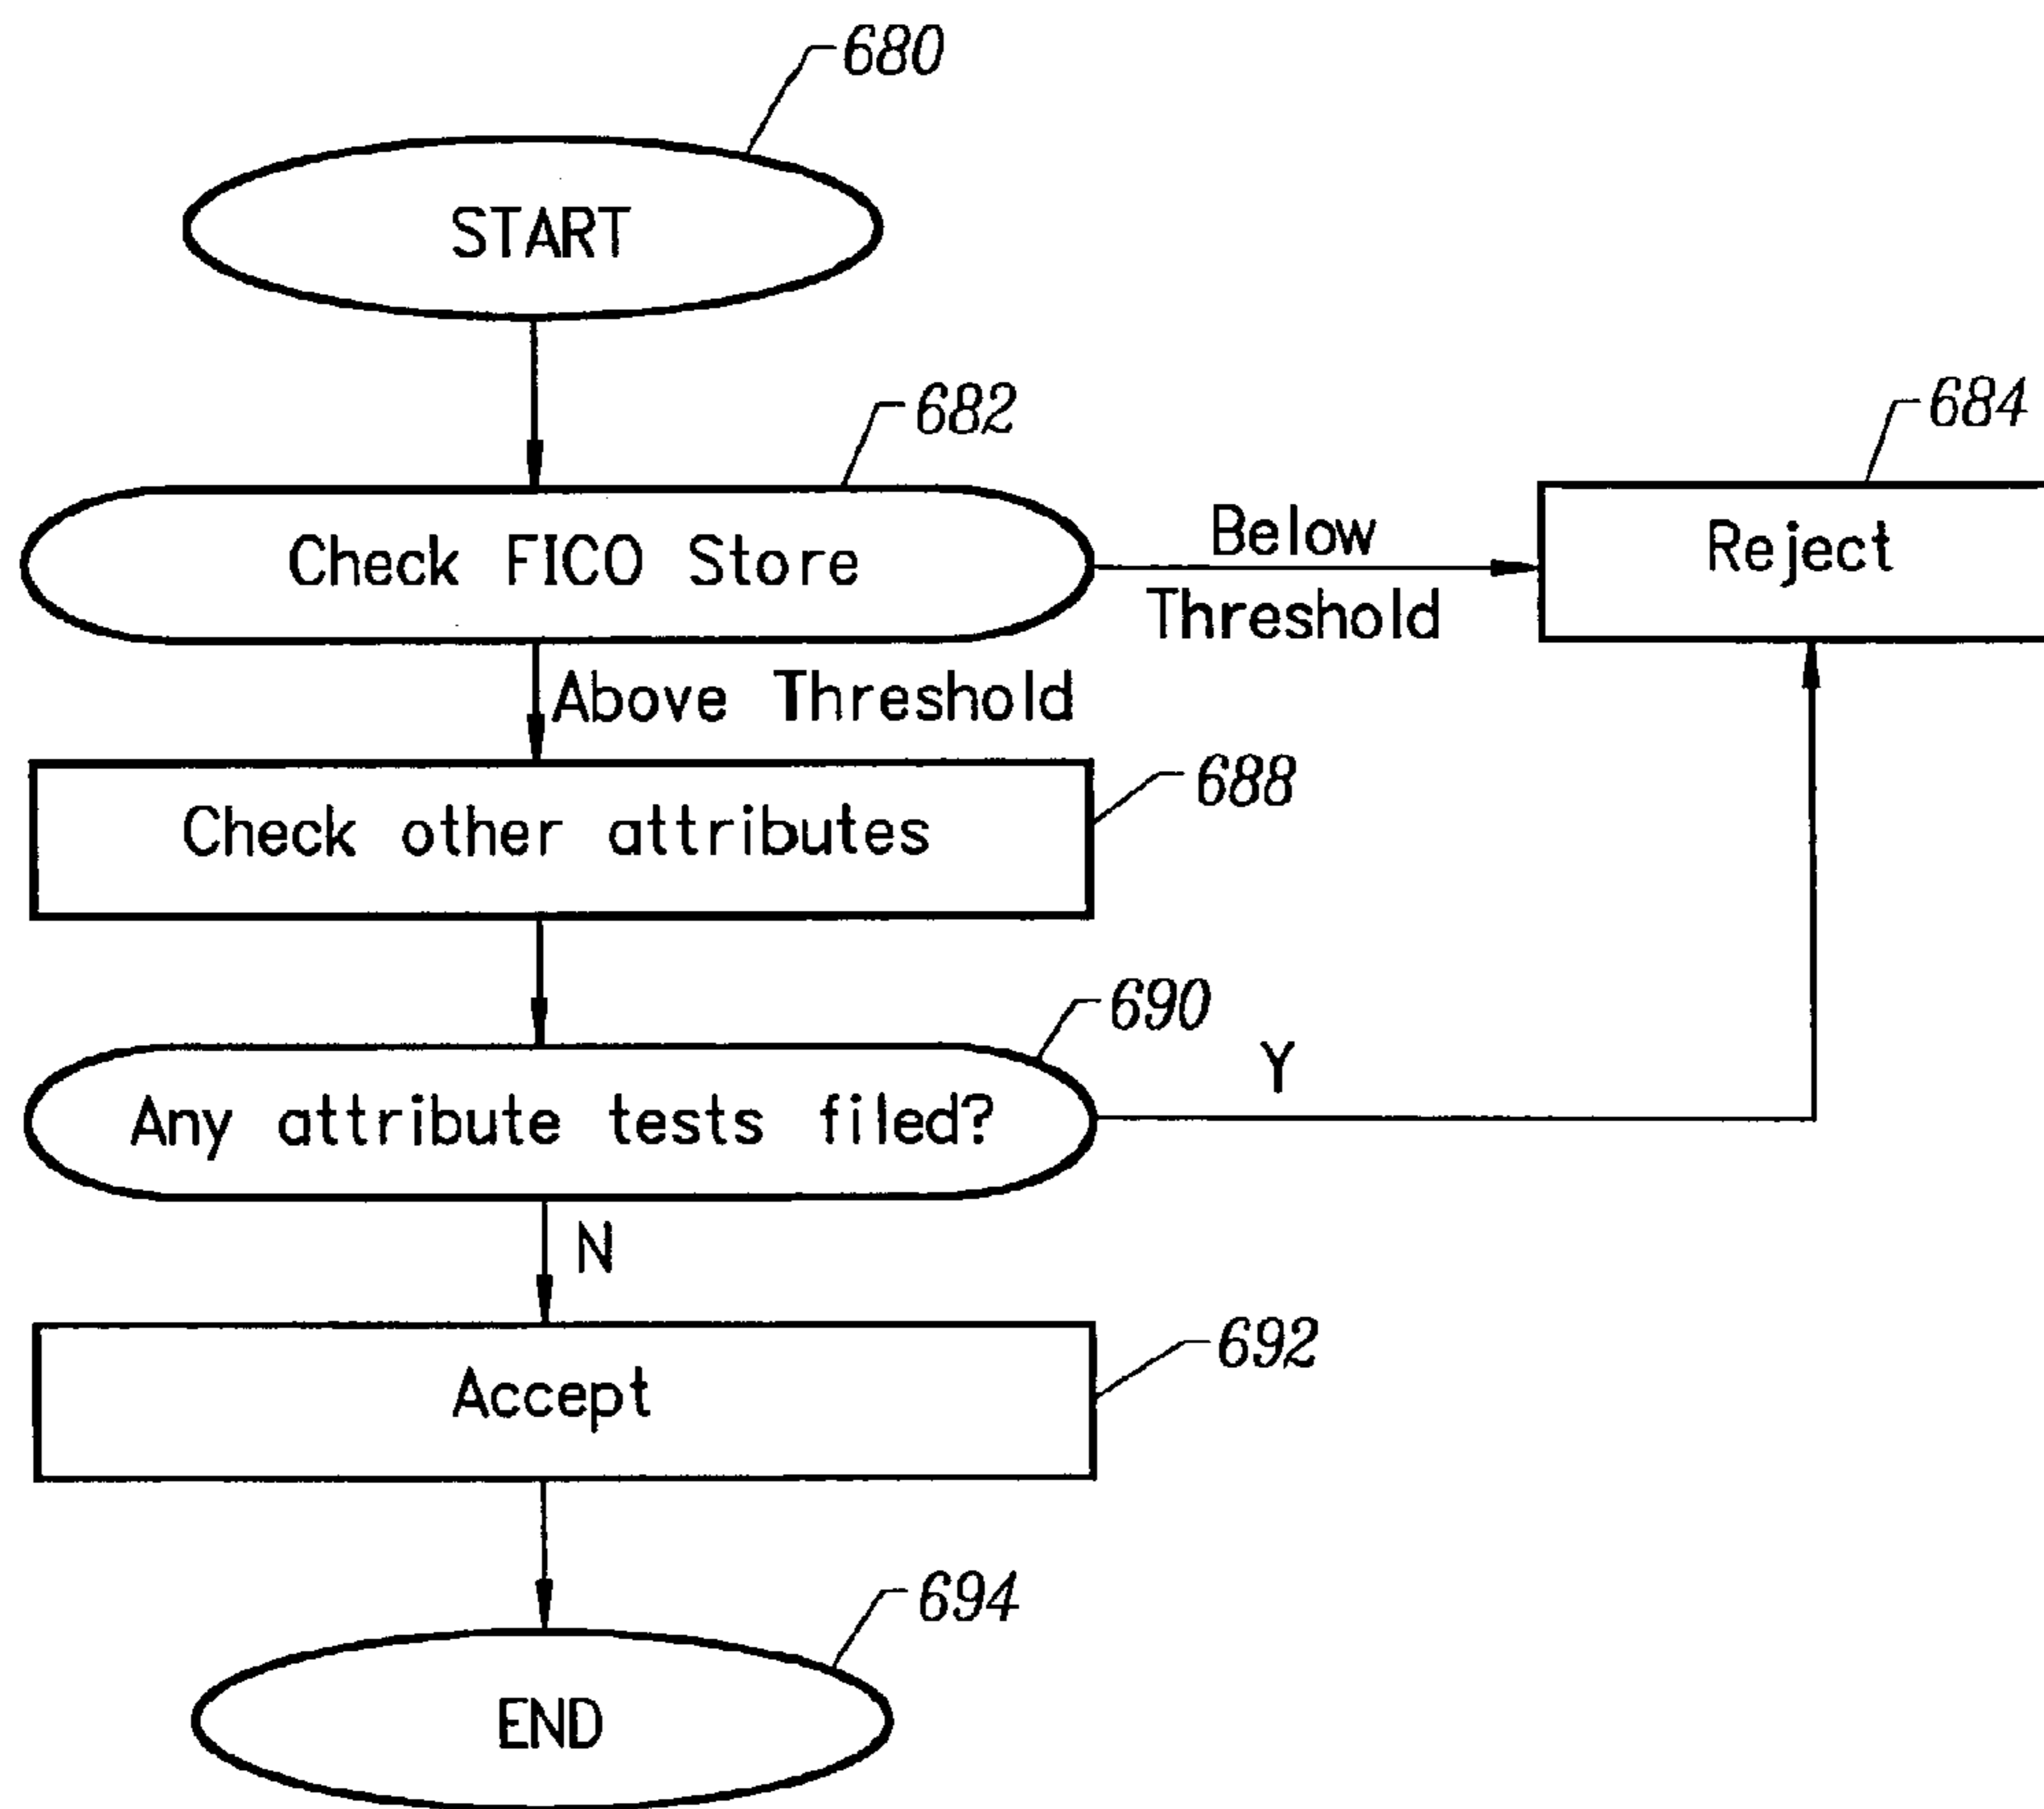 680
START
682
Check FICO Store
Below
Threshold
684
Reject
Above Threshold
688
Check other attributes
690
Any attribute tests filed?
Y
N
692
Accept
694
END